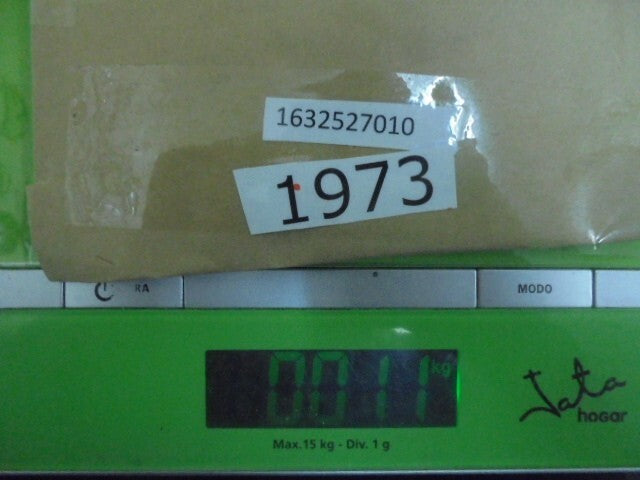 1632527010
1973
RA
MODO
0011 kg
Jata
hogar
Max.15 kg - Div. 1 g